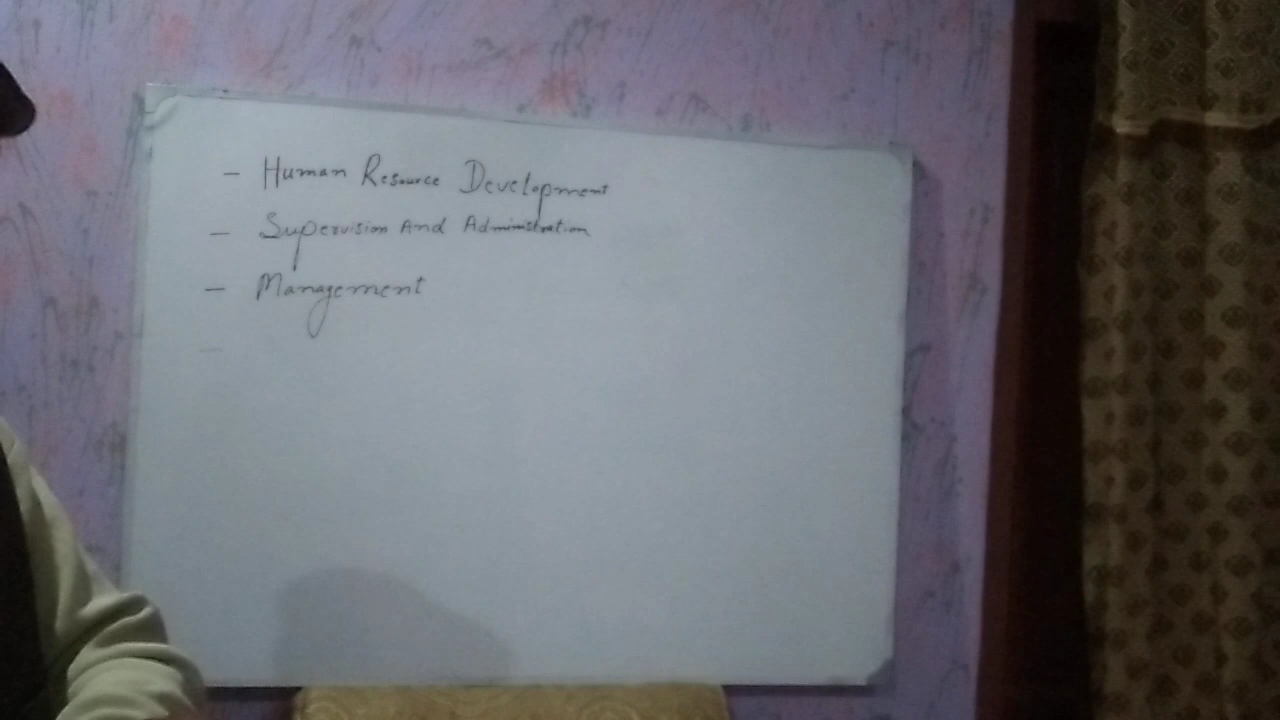 - Human Resource Development
- Supervision And Administration
- Management
-